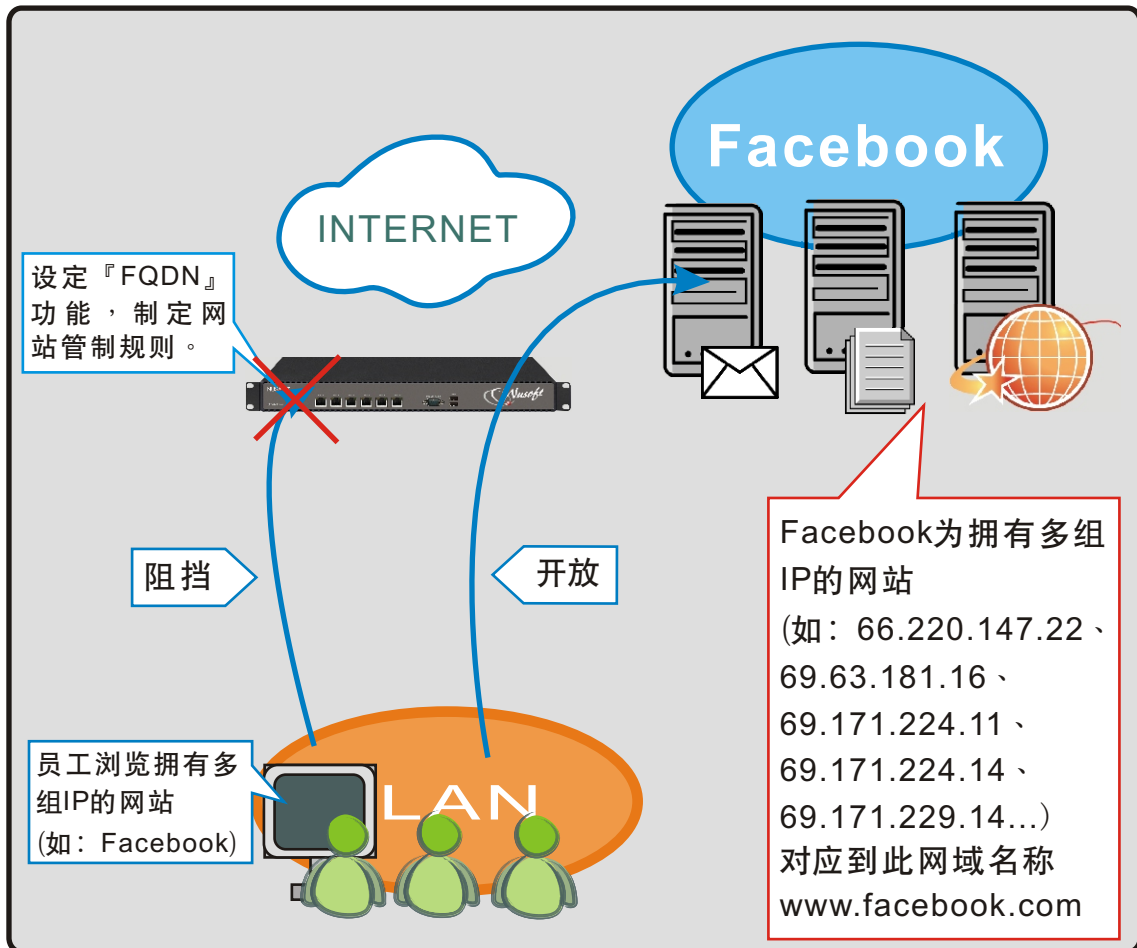 Facebook
INTERNET
设定『FQDN』
功能，制定网
站管制规则。
Nusoft
阻挡
开放
Facebook为拥有多组
IP的网站
(如：66.220.147.22、
69.63.181.16、
69.171.224.11、
69.171.224.14、
69.171.229.14...)
对应到此网域名称
www.facebook.com
员工浏览拥有多
组IP的网站
(如：Facebook)
LAN